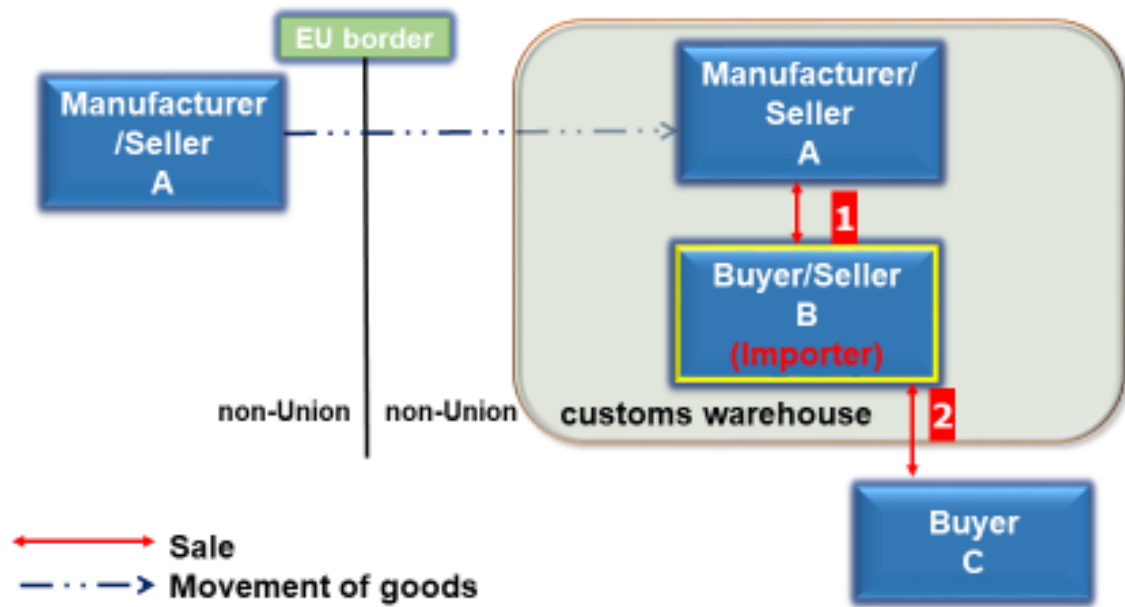 EU border
Manufacturer
/Seller
A
Manufacturer/
Seller
A
1
Buyer/Seller
B
(Importer)
2
non-Union
non-Union
customs warehouse
Buyer
C
Sale
Movement of goods